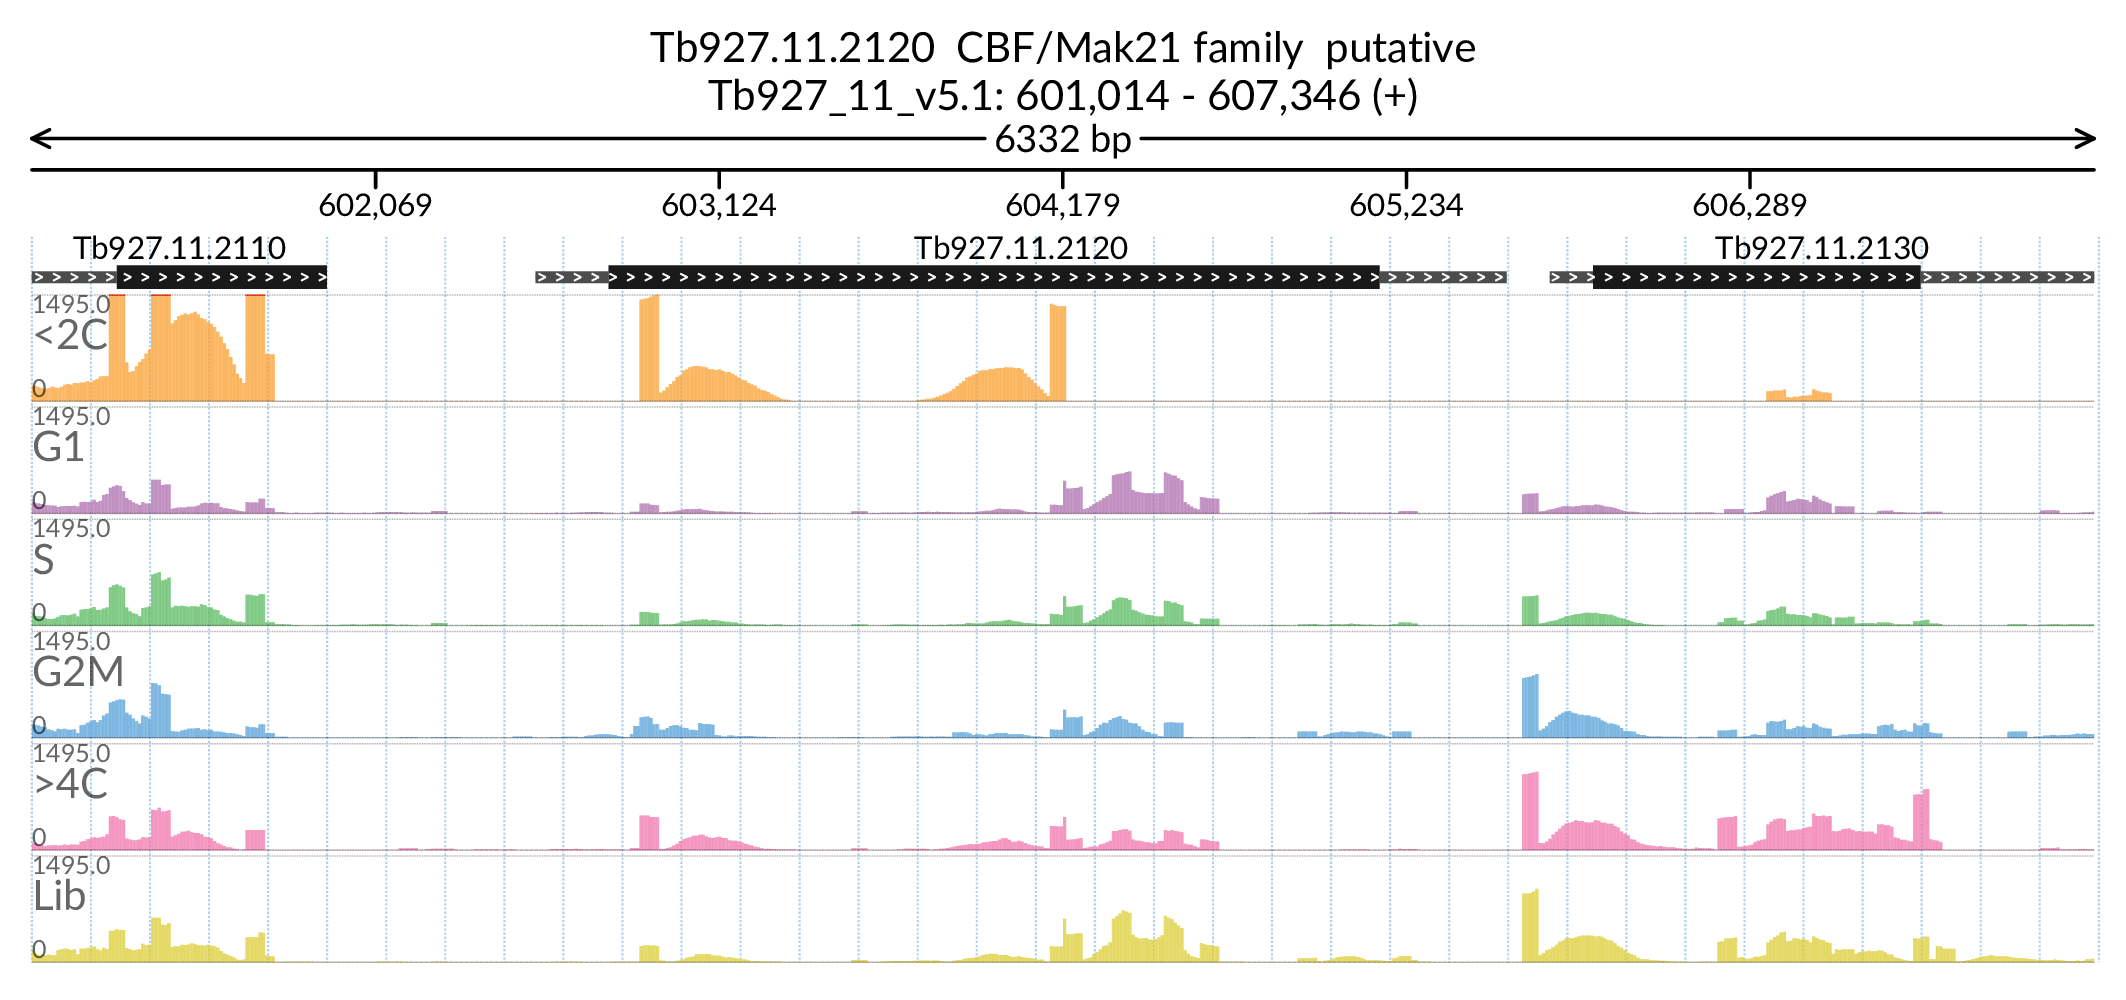 Tb927.11.2120  CBF/Mak21 family  putative
Tb927_11_v5.1: 601,014 - 607,346 (+)
6332 bp
602,069 603,124 604,179 605,234 606,289
Tb927.11.2110 Tb927.11.2120 Tb927.11.2130
1495.0
<2C
0
1495.0
G1
0
1495.0
S
0
1495.0
G2M
0
1495.0
>4C
0
1495.0
Lib
0